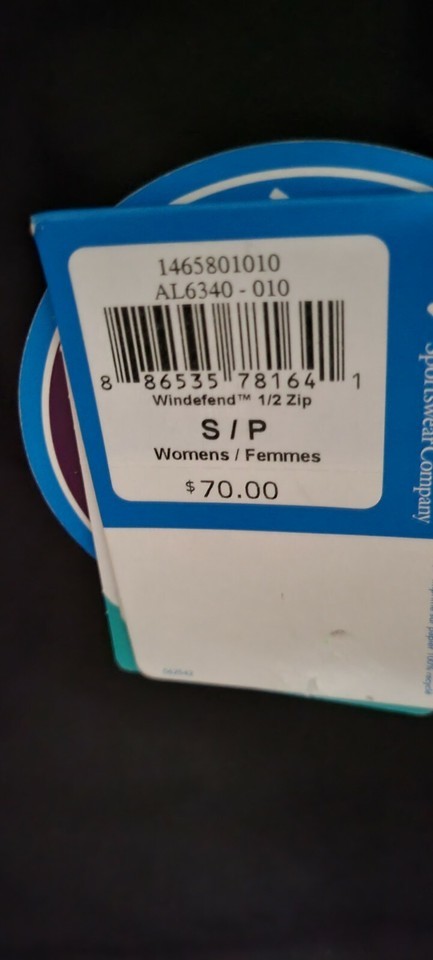 1465801010
AL6340 - 010
8 86535 78164 1
Windefend™ 1/2 Zip
S / P
Womens / Femmes
$70.00
Sportswear Company